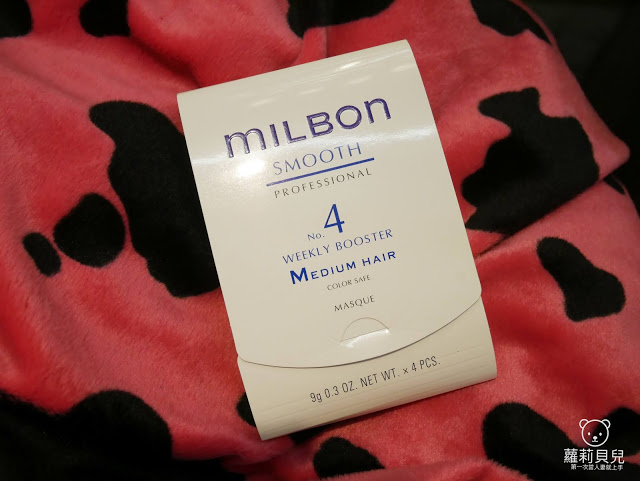 mILBON
SMOOTH
PROFESSIONAL
No. 4
WEEKLY BOOSTER
MEDIUM HAIR
COLOR SAFE
MASQUE
9g 0.3 OZ. NET WT. × 4 PCS.
蘿莉貝兒
第一次當人妻就上手